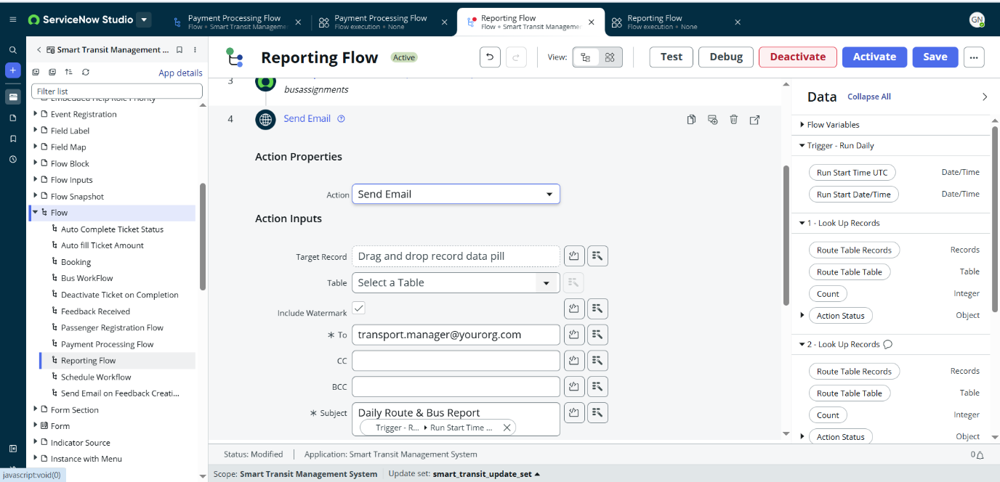 ServiceNow Studio
Payment Processing Flow
Flow • Smart Transit Manageme
Payment Processing Flow
Flow execution • None
Reporting Flow
Flow • Smart Transit Manageme
Reporting Flow
Flow execution • None
GN
Smart Transit Management ...
App details
Filter list
Embedded Help Role Priority
Event Registration
Field Label
Field Map
Flow Block
Flow Inputs
Flow Snapshot
Flow
Auto Complete Ticket Status
Auto fill Ticket Amount
Booking
Bus WorkFlow
Deactivate Ticket on Completion
Feedback Received
Passenger Registration Flow
Payment Processing Flow
Reporting Flow
Schedule Workflow
Send Email on Feedback Creati...
Form Section
Form
Indicator Source
Instance with Menu
javascript:void(0)
Reporting Flow
Active
View:
Test
Debug
Deactivate
Activate
Save
3
busassignments
4
Send Email
Action Properties
Action
Send Email
Action Inputs
Target Record
Drag and drop record data pill
Table
Select a Table
Include Watermark
* To
transport.manager@yourorg.com
CC
BCC
* Subject
Daily Route & Bus Report
Trigger - R... Run Start Time ...
Data
Collapse All
Flow Variables
Trigger - Run Daily
Run Start Time UTC Date/Time
Run Start Date/Time Date/Time
1 - Look Up Records
Route Table Records Records
Route Table Table Table
Count Integer
Action Status Object
2 - Look Up Records
Route Table Records Records
Route Table Table Table
Count Integer
Action Status Object
Status: Modified
Application: Smart Transit Management System
0
Scope: Smart Transit Management System
Update set: smart_transit_update_set